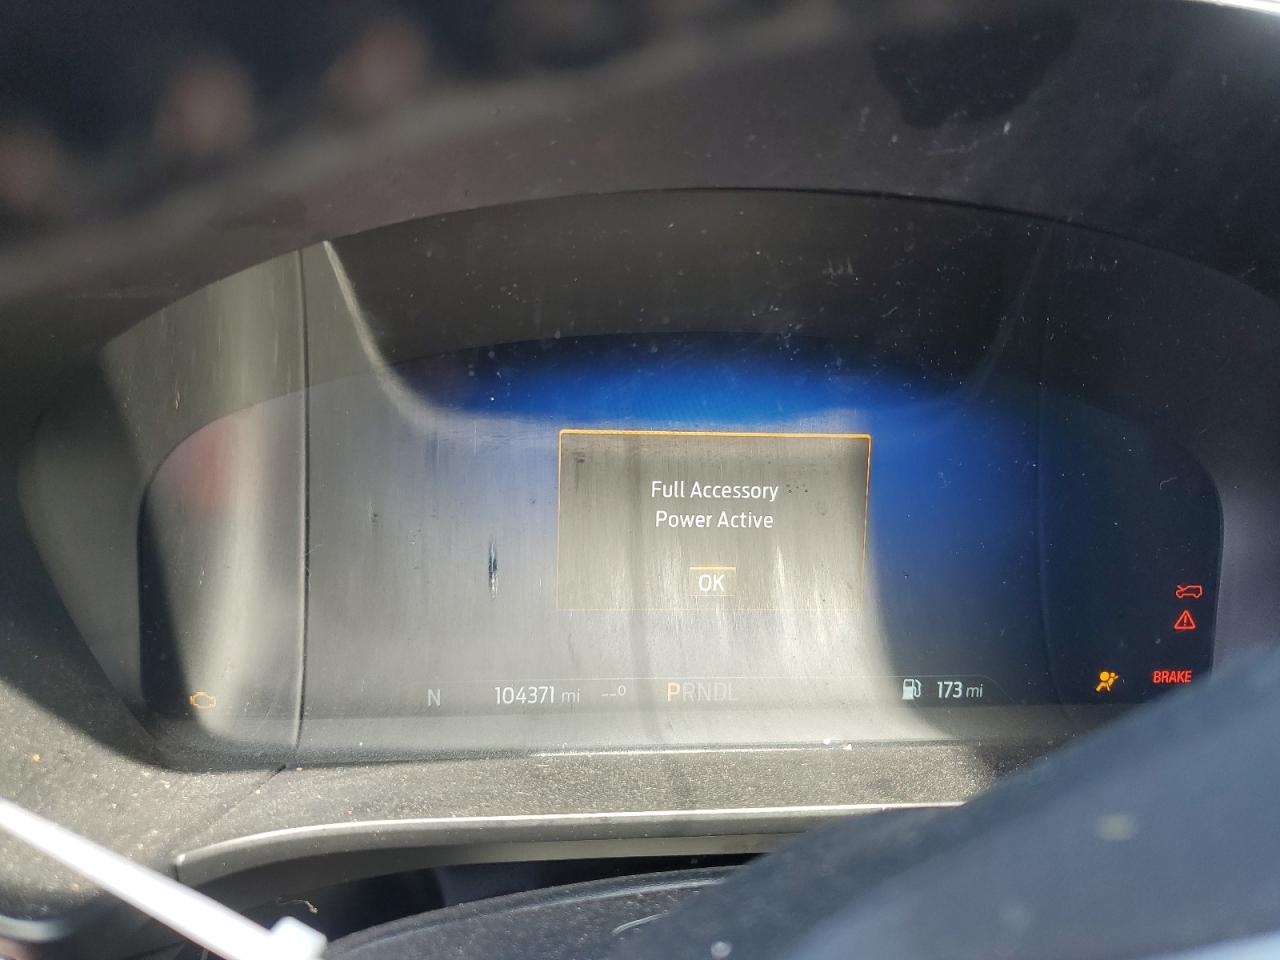 Full Accessory
Power Active
OK
N 104371 mi --° PRNDL 173 mi BRAKE